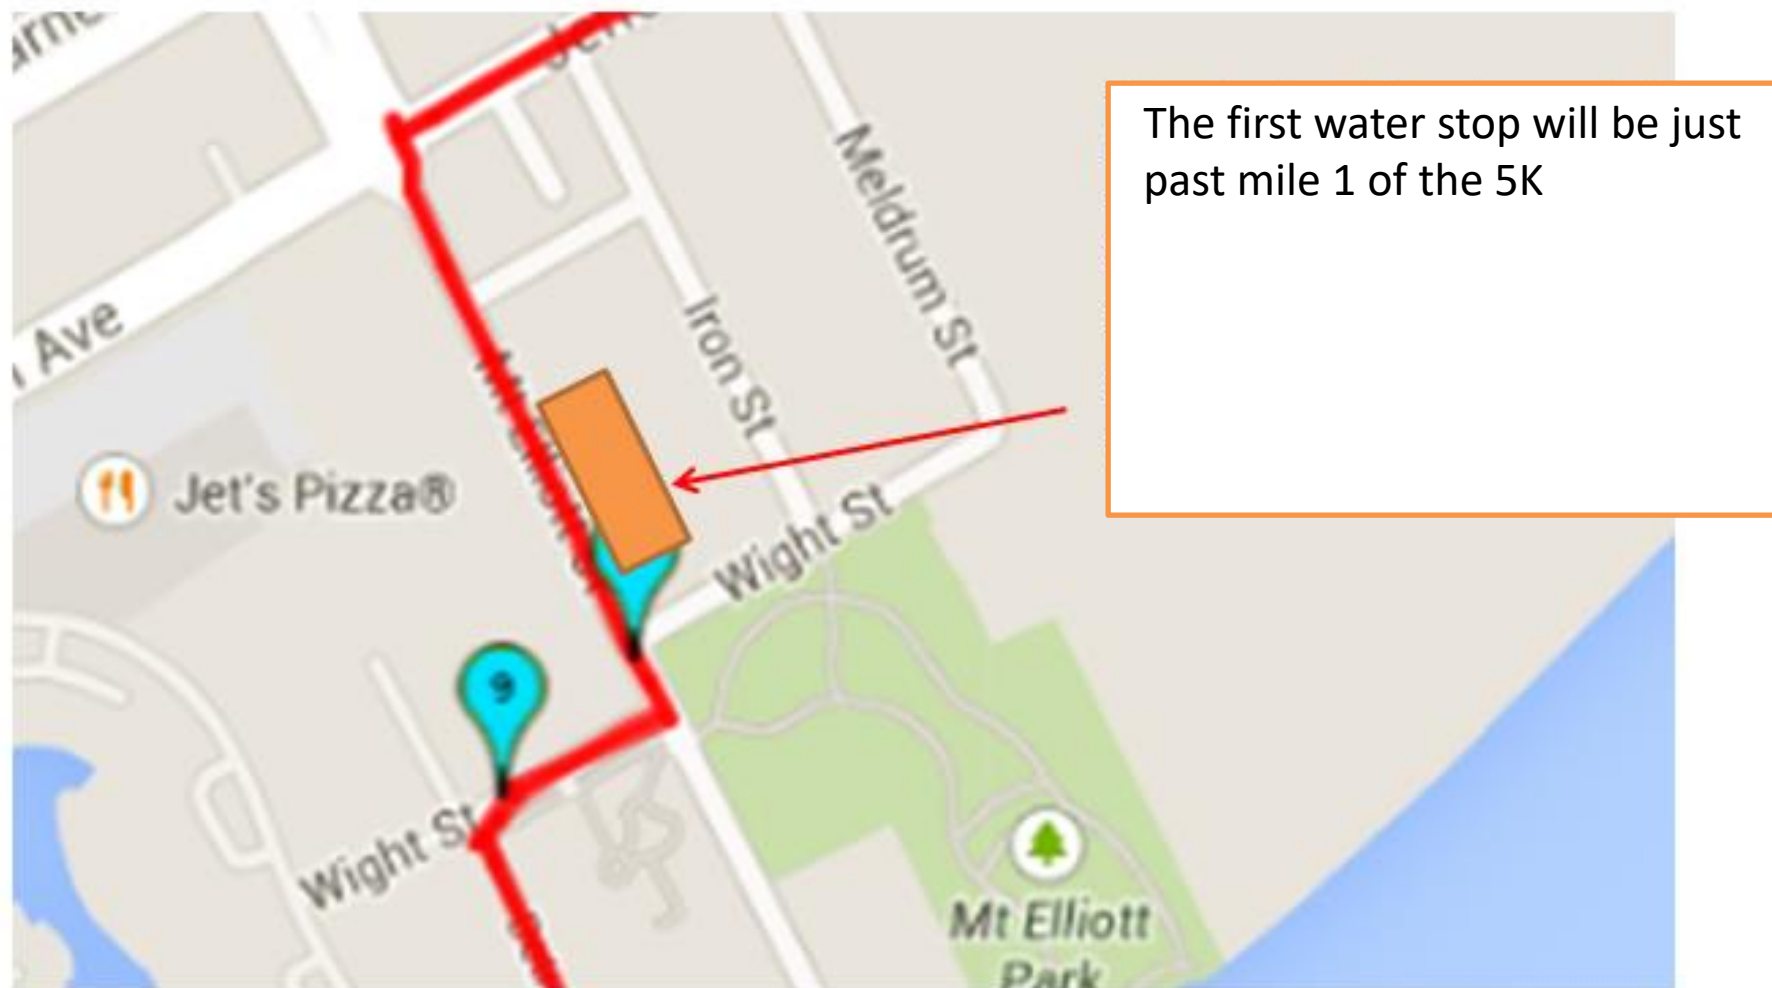 The first water stop will be just
past mile 1 of the 5K
Meldrum St
Ave
Iron St
Jet's Pizza®
Wight St
9
Wight St
Mt Elliott
Park